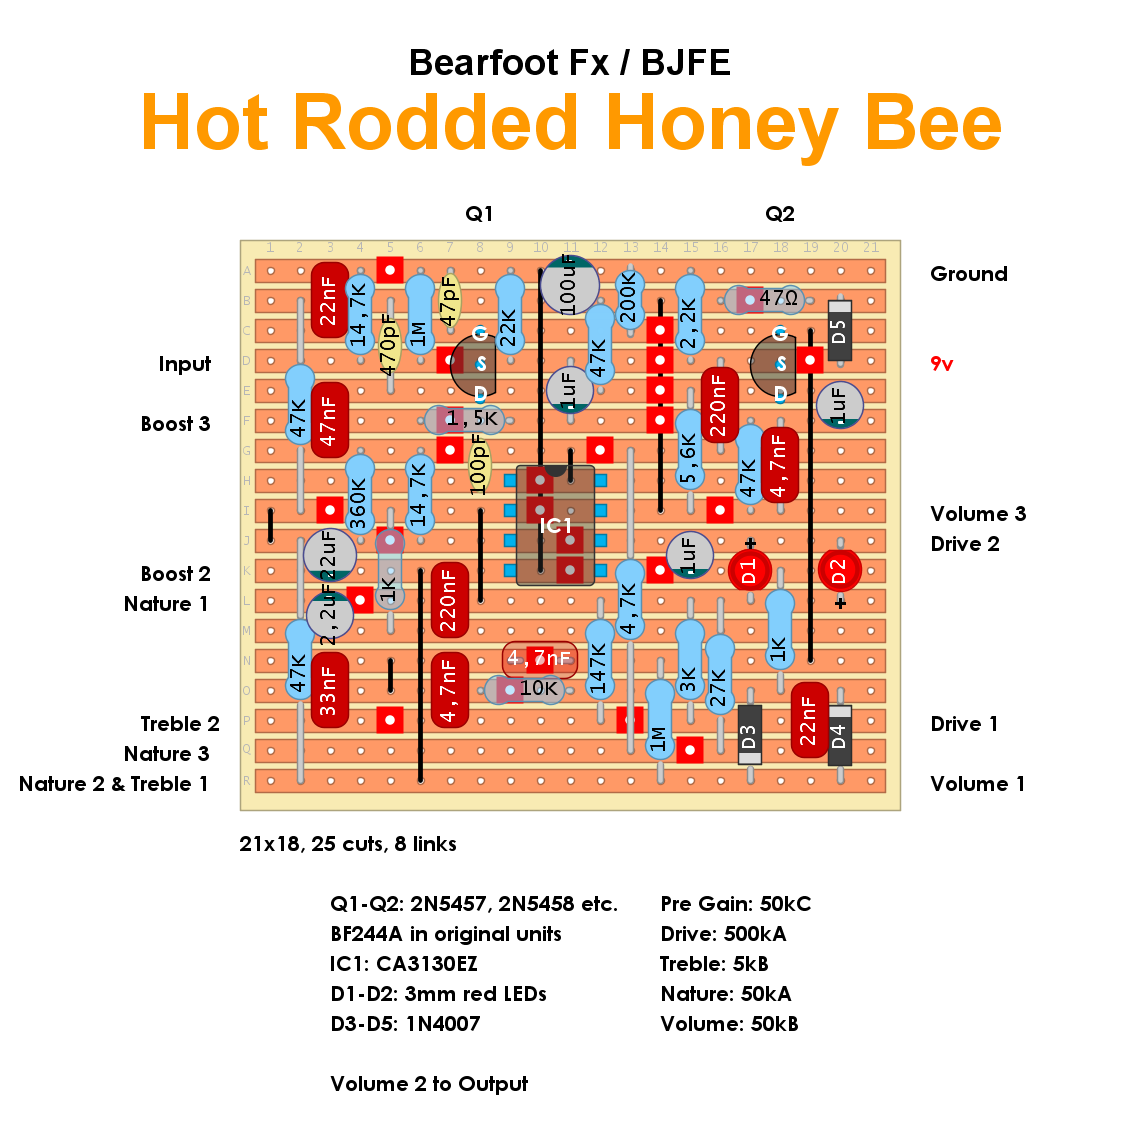 Bearfoot Fx / BJFE
Hot Rodded Honey Bee
Q1 Q2
1 2 3 4 5 6 7 8 9 10 11 12 13 14 15 16 17 18 19 20 21
A Ground
100uF
B 22nF 14,7K 1M 47pF 22K 200K 2,2K 47Ω
C 470pF G 47K G D5
Input D S S 9v
E 47K 1uF D 220nF D 1uF
Boost 3 F 47nF 1,5K
G 100pF 5,6K 47K 4,7nF
H 360K 14,7K
I IC1 Volume 3
J 22uF 1uF + Drive 2
Boost 2 K 1K D1 D2
Nature 1 L 2,2uF 220nF 4,7K +
M 1K
N 47K 33nF 4,7nF 147K 3K 27K
O 4,7nF 10K
Treble 2 P 1M D3 22nF D4 Drive 1
Nature 3 Q
Nature 2 & Treble 1 R Volume 1
21x18, 25 cuts, 8 links
Q1-Q2: 2N5457, 2N5458 etc. Pre Gain: 50kC
BF244A in original units Drive: 500kA
IC1: CA3130EZ Treble: 5kB
D1-D2: 3mm red LEDs Nature: 50kA
D3-D5: 1N4007 Volume: 50kB
Volume 2 to Output